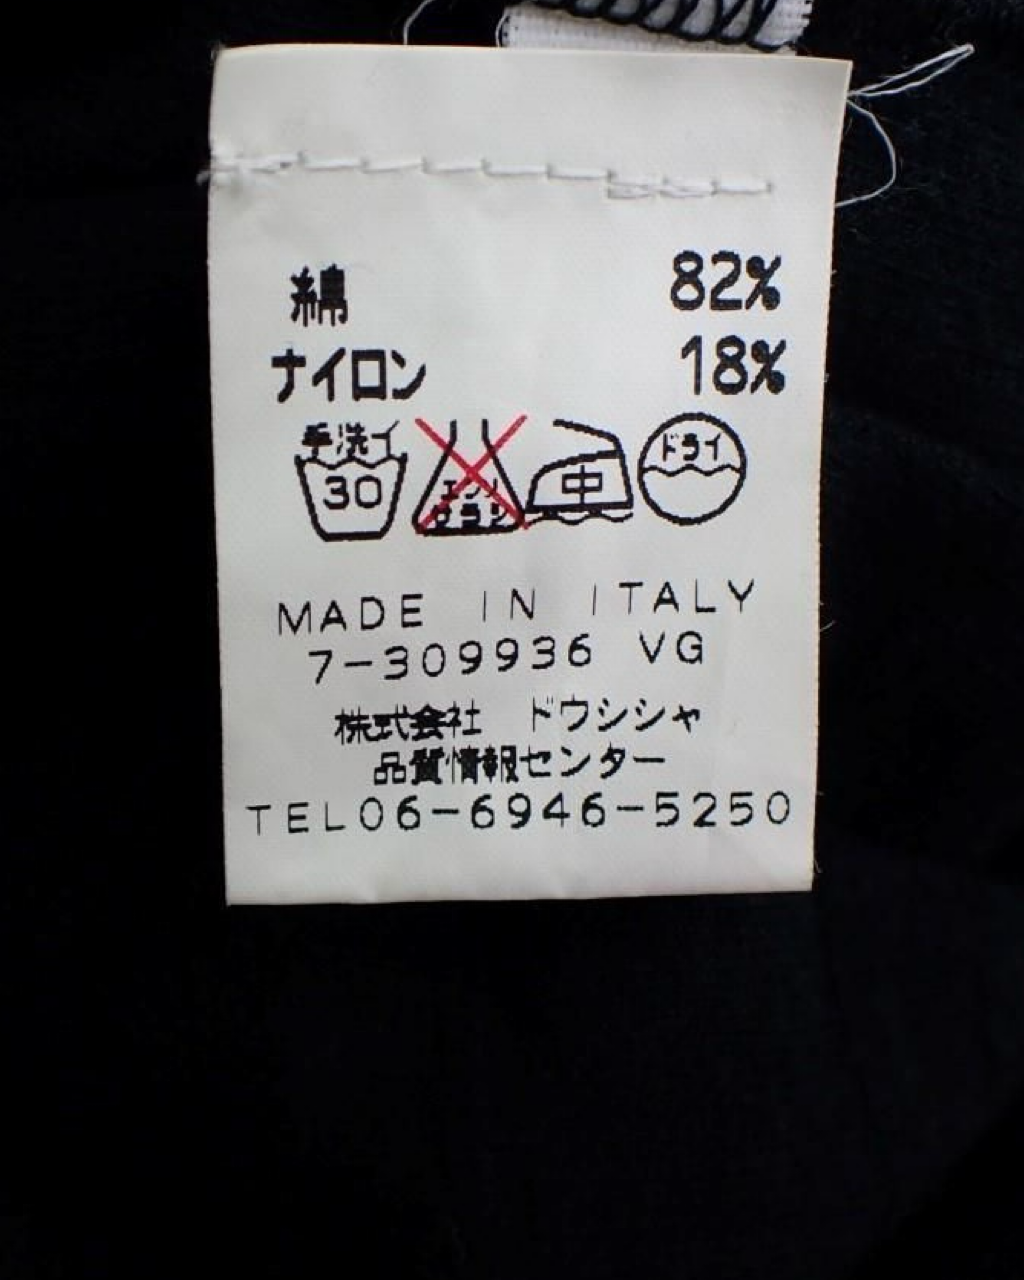 綿 82%
ナイロン 18%
手洗イ
30
エンソ
サラシ
中
ドライ
MADE IN ITALY
7-309936 VG
株式会社 ドウシシャ
品質情報センター
TEL06-6946-5250